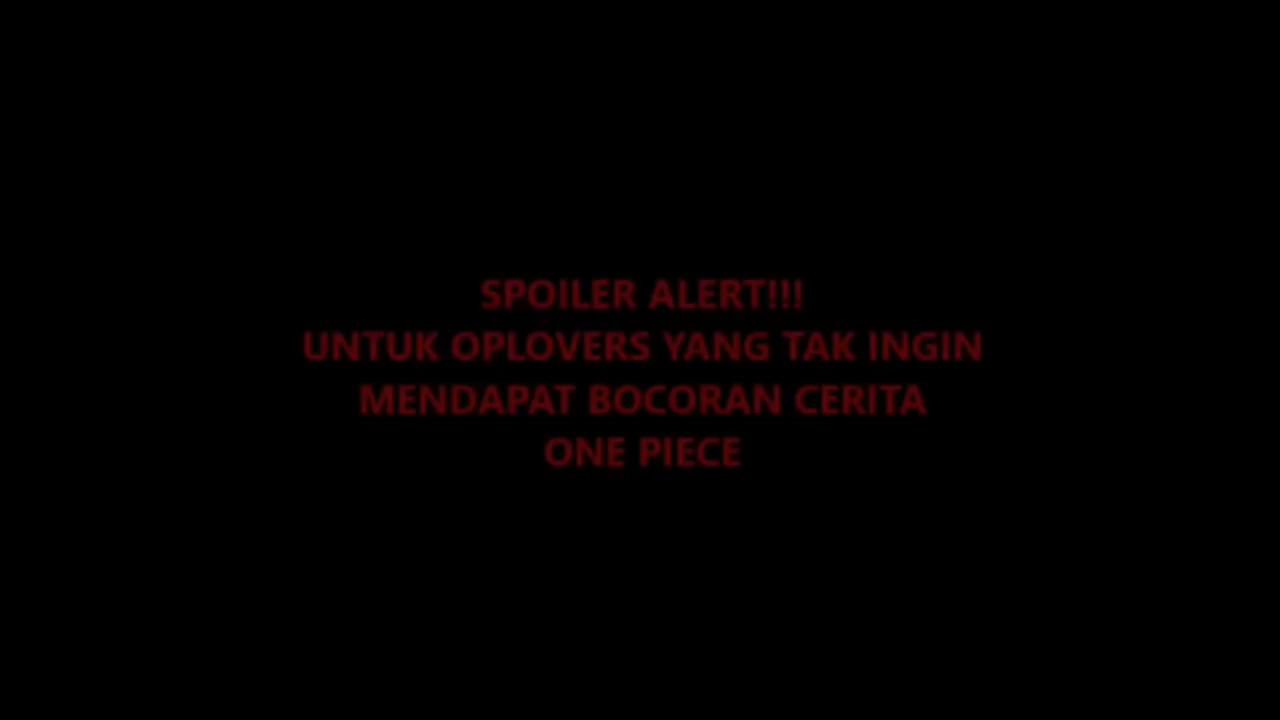 SPOILER ALERT!!!
UNTUK OPLOVERS YANG TAK INGIN
MENDAPAT BOCORAN CERITA
ONE PIECE